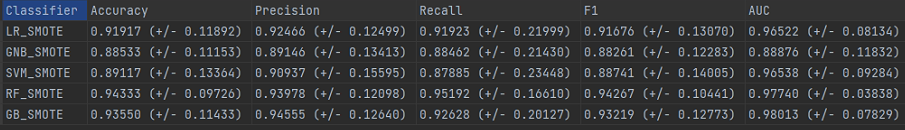 Classifier Accuracy Precision Recall F1 AUC
LR_SMOTE 0.91917 (+/- 0.11892) 0.92466 (+/- 0.12499) 0.91923 (+/- 0.21999) 0.91676 (+/- 0.13070) 0.96522 (+/- 0.08134)
GNB_SMOTE 0.88533 (+/- 0.11153) 0.89146 (+/- 0.13413) 0.88462 (+/- 0.21430) 0.88261 (+/- 0.12283) 0.88876 (+/- 0.11832)
SVM_SMOTE 0.89117 (+/- 0.13364) 0.90937 (+/- 0.15595) 0.87885 (+/- 0.23448) 0.88741 (+/- 0.14005) 0.96538 (+/- 0.09284)
RF_SMOTE 0.94333 (+/- 0.09726) 0.93978 (+/- 0.12098) 0.95192 (+/- 0.16610) 0.94267 (+/- 0.10441) 0.97740 (+/- 0.03838)
GB_SMOTE 0.93550 (+/- 0.11433) 0.94555 (+/- 0.12640) 0.92628 (+/- 0.20127) 0.93219 (+/- 0.12773) 0.98013 (+/- 0.07829)